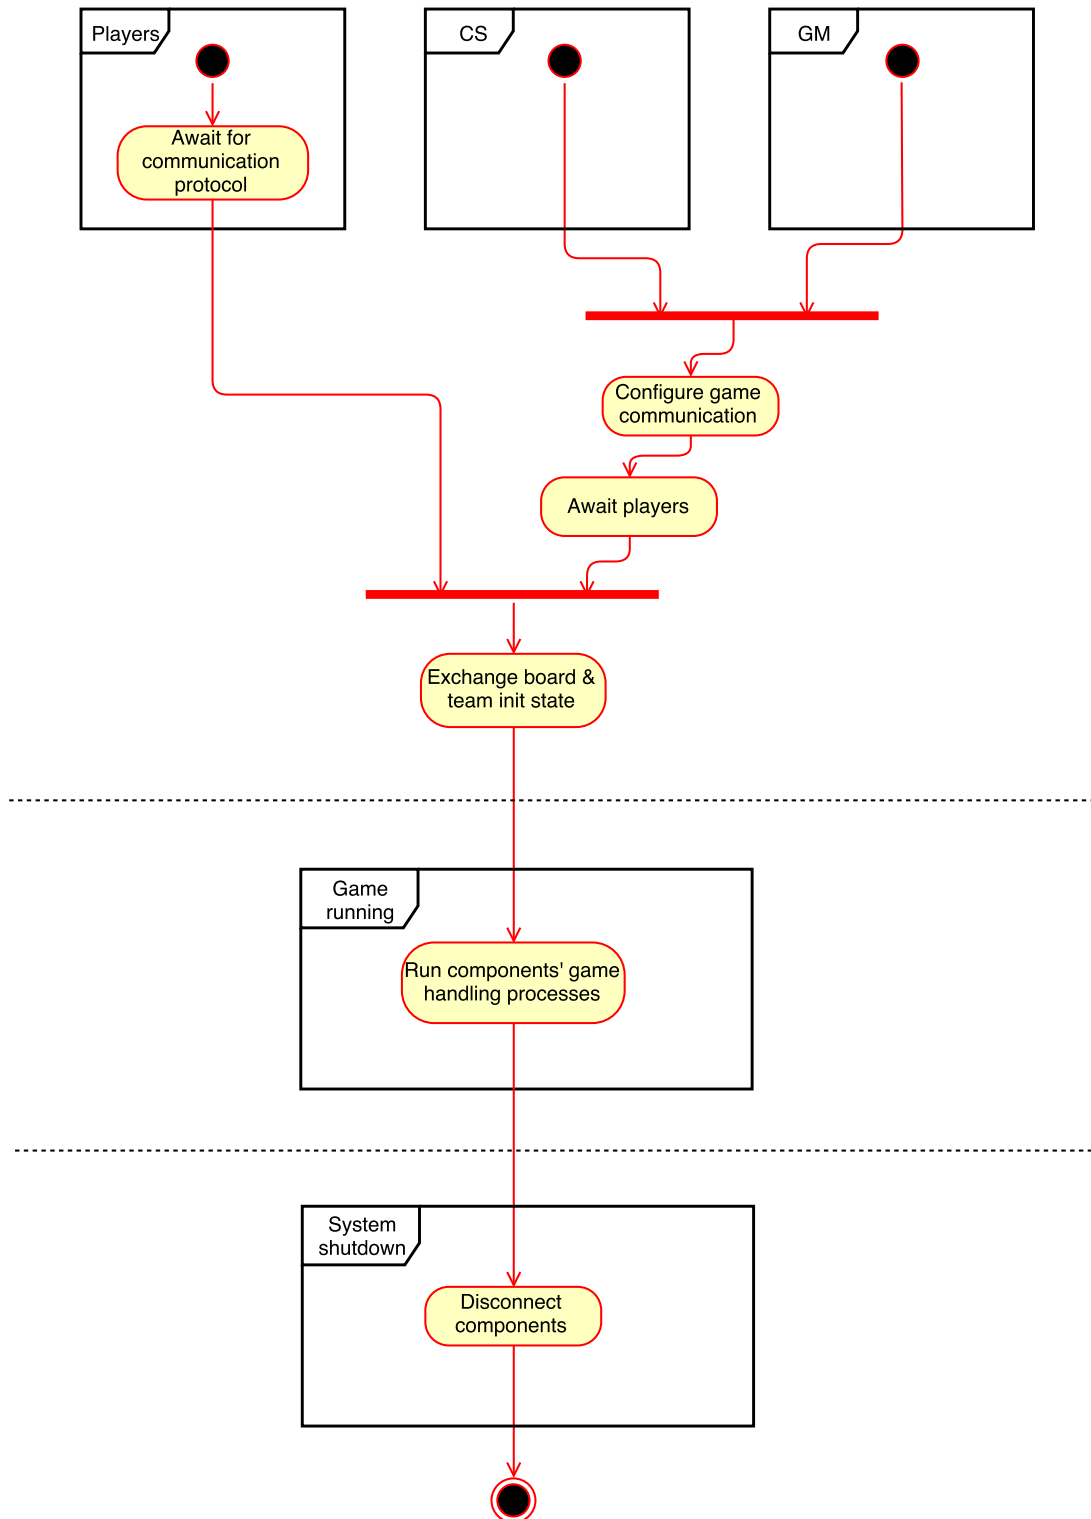 Players
CS
GM
Await for
communication
protocol
Configure game
communication
Await players
Exchange board &
team init state
Game
running
Run components' game
handling processes
System
shutdown
Disconnect
components